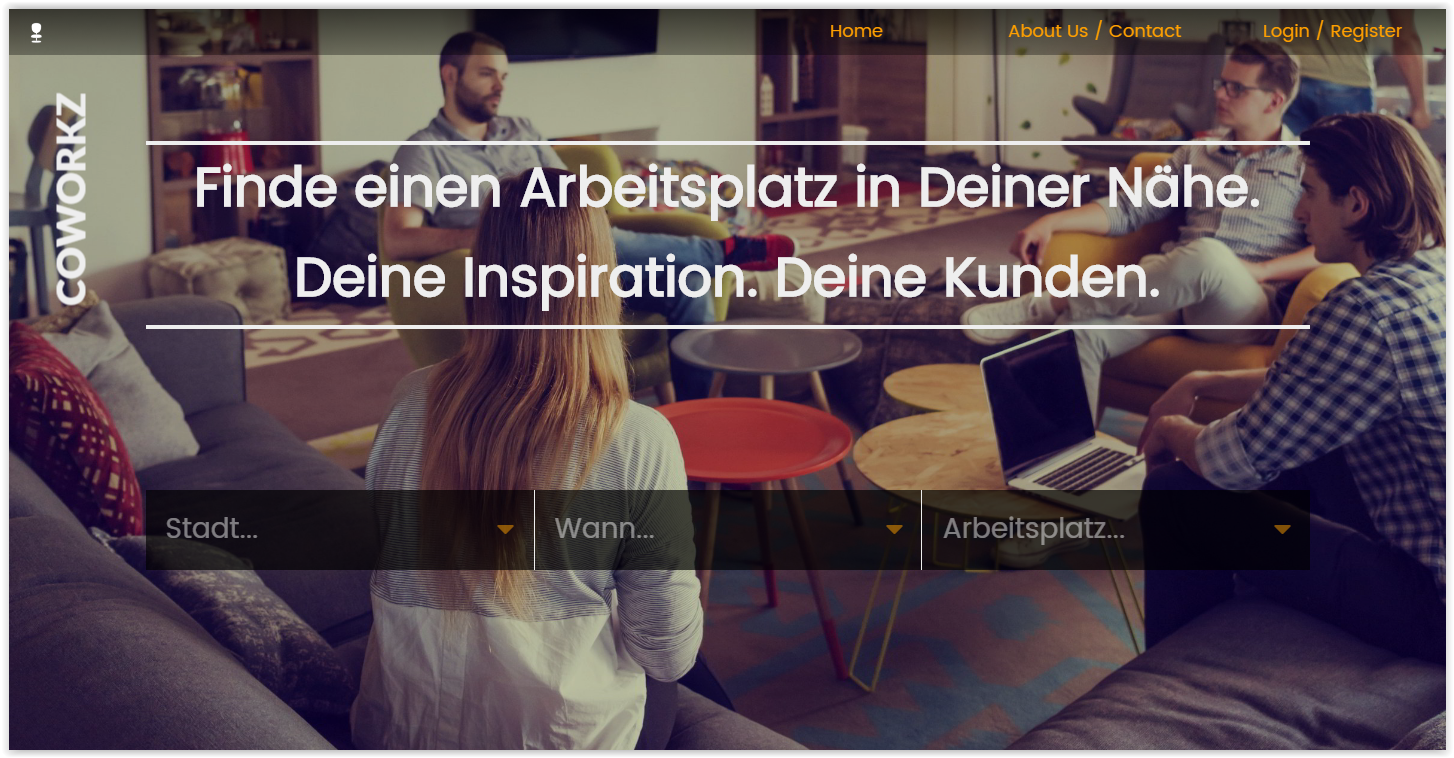 Home
About Us / Contact
Login / Register
COWORKZ
Finde einen Arbeitsplatz in Deiner Nähe.
Deine Inspiration. Deine Kunden.
Stadt...
Wann...
Arbeitsplatz...